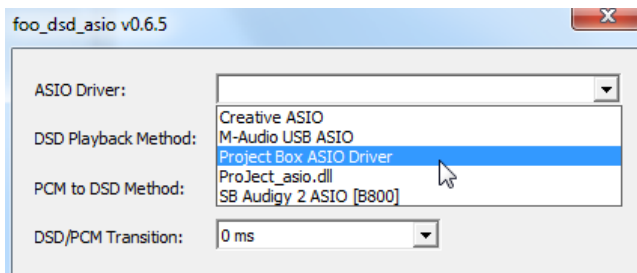 foo_dsd_asio v0.6.5
ASIO Driver:
Creative ASIO
DSD Playback Method:
M-Audio USB ASIO
Project Box ASIO Driver
PCM to DSD Method:
ProJect_asio.dll
SB Audigy 2 ASIO [B800]
DSD/PCM Transition:
0 ms